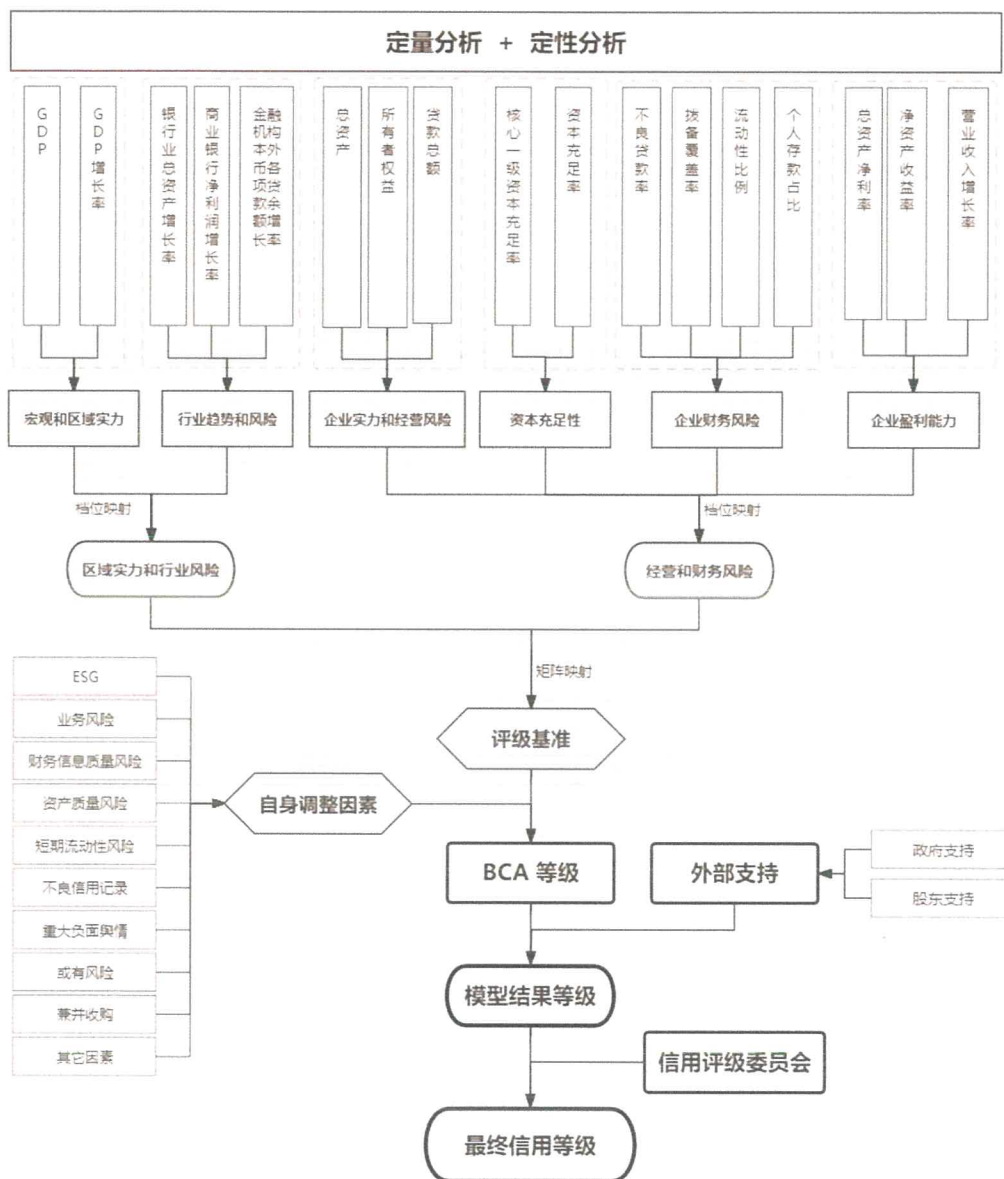 定量分析 + 定性分析
GDP
GDP增长率
银行业总资产增长率
商业银行净利润增长率
金融机构本外币各项贷款余额增长率
总资产
所有者权益
贷款总额
核心一级资本充足率
资本充足率
不良贷款率
拨备覆盖率
流动性比例
个人存款占比
总资产净利率
净资产收益率
营业收入增长率
宏观和区域实力
行业趋势和风险
企业实力和经营风险
资本充足性
企业财务风险
企业盈利能力
档位映射
档位映射
区域实力和行业风险
经营和财务风险
矩阵映射
ESG
业务风险
财务信息质量风险
资产质量风险
短期流动性风险
不良信用记录
重大负面舆情
或有风险
兼并收购
其它因素
自身调整因素
评级基准
BCA 等级
外部支持
政府支持
股东支持
模型结果等级
信用评级委员会
最终信用等级